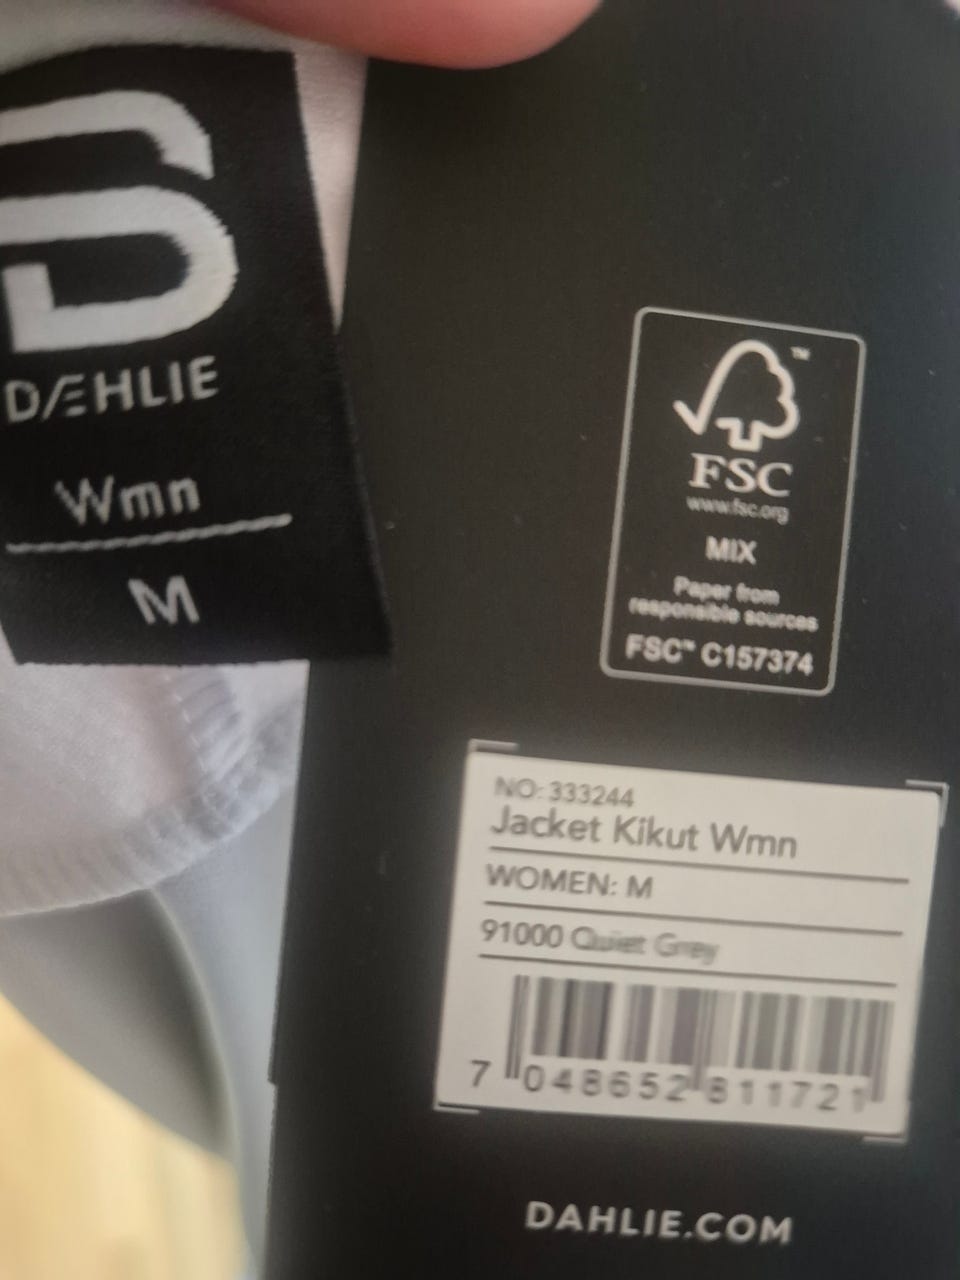 DÆHLIE
Wmn
M
™
FSC
www.fsc.org
MIX
Paper from
responsible sources
FSC™ C157374
NO: 333244
Jacket Kikut Wmn
WOMEN: M
91000 Quiet Grey
7 048652 811721
DAHLIE.COM